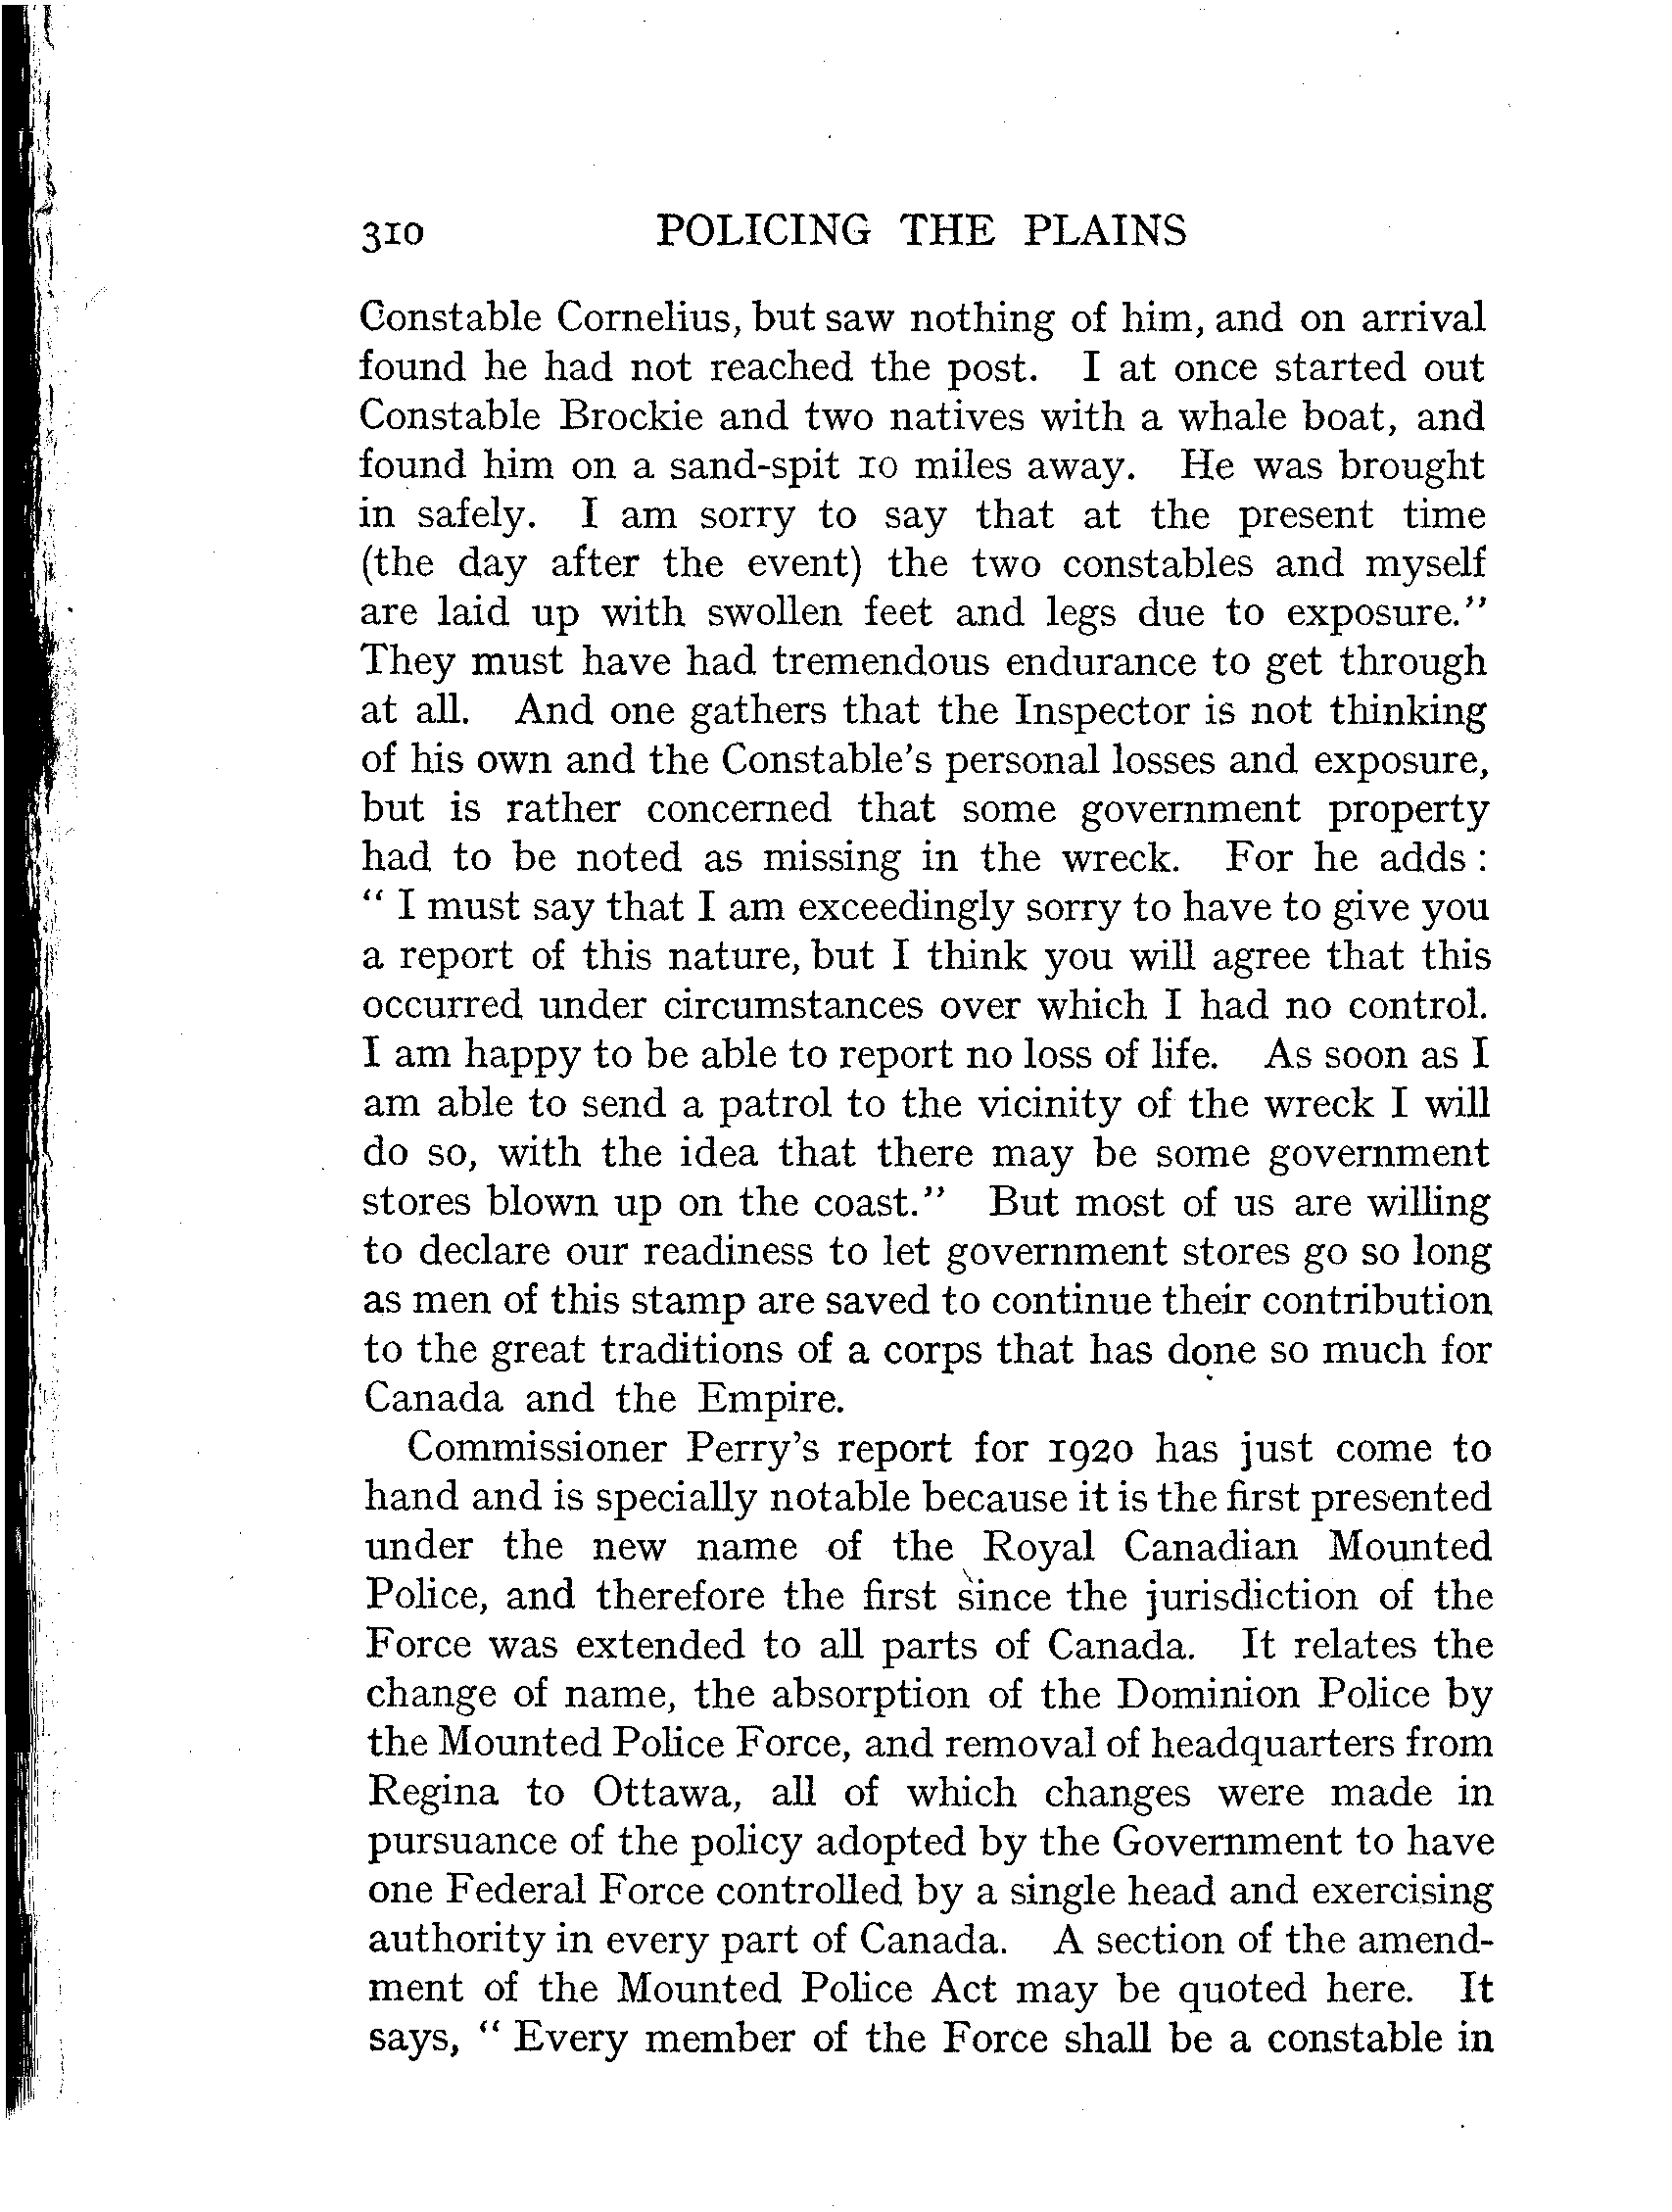 310 POLICING THE PLAINS
Constable Cornelius, but saw nothing of him, and on arrival
found he had not reached the post. I at once started out
Constable Brockie and two natives with a whale boat, and
found him on a sand-spit 10 miles away. He was brought
in safely. I am sorry to say that at the present time
(the day after the event) the two constables and myself
are laid up with swollen feet and legs due to exposure."
They must have had tremendous endurance to get through
at all. And one gathers that the Inspector is not thinking
of his own and the Constable's personal losses and exposure,
but is rather concerned that some government property
had to be noted as missing in the wreck. For he adds :
" I must say that I am exceedingly sorry to have to give you
a report of this nature, but I think you will agree that this
occurred under circumstances over which I had no control.
I am happy to be able to report no loss of life. As soon as I
am able to send a patrol to the vicinity of the wreck I will
do so, with the idea that there may be some government
stores blown up on the coast." But most of us are willing
to declare our readiness to let government stores go so long
as men of this stamp are saved to continue their contribution
to the great traditions of a corps that has done so much for
Canada and the Empire.
Commissioner Perry's report for 1920 has just come to
hand and is specially notable because it is the first presented
under the new name of the Royal Canadian Mounted
Police, and therefore the first since the jurisdiction of the
Force was extended to all parts of Canada. It relates the
change of name, the absorption of the Dominion Police by
the Mounted Police Force, and removal of headquarters from
Regina to Ottawa, all of which changes were made in
pursuance of the policy adopted by the Government to have
one Federal Force controlled by a single head and exercising
authority in every part of Canada. A section of the amend-
ment of the Mounted Police Act may be quoted here. It
says, " Every member of the Force shall be a constable in